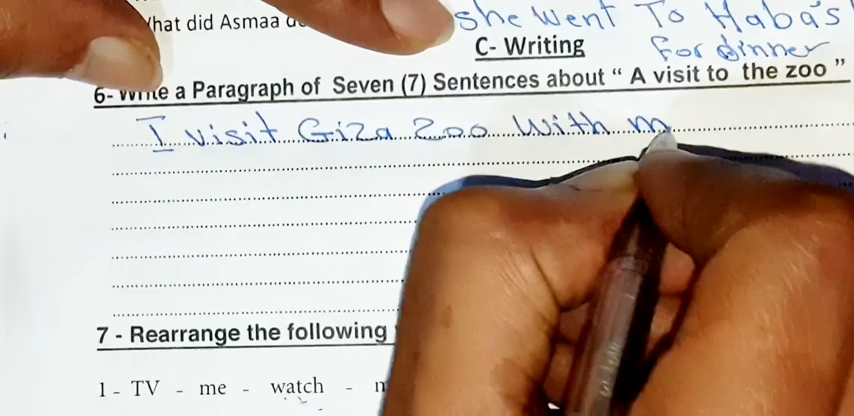 What did Asmaa
she went To Haba's
C- Writing
For dinner
6- Write a Paragraph of Seven (7) Sentences about “ A visit to the zoo ”
I visit Giza Zoo with m
7 - Rearrange the following
1 - TV - me - watch -